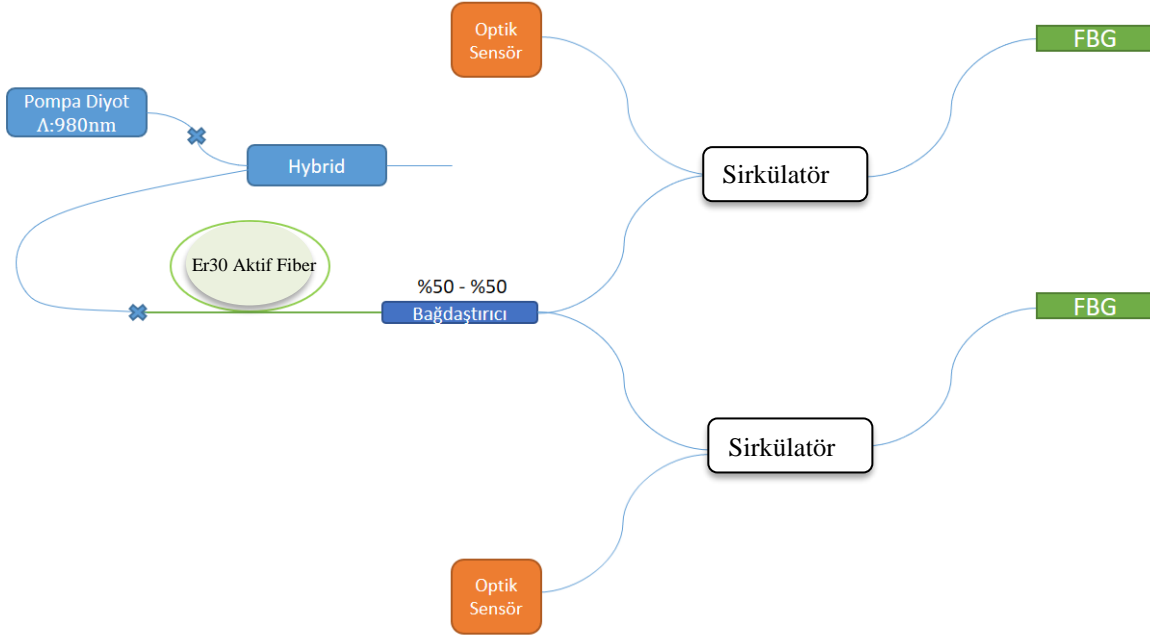 Optik
Sensör
FBG
Pompa Diyot
Λ:980nm
Hybrid
Sirkülatör
Er30 Aktif Fiber
%50 - %50
Bağdaştırıcı
FBG
Sirkülatör
Optik
Sensör